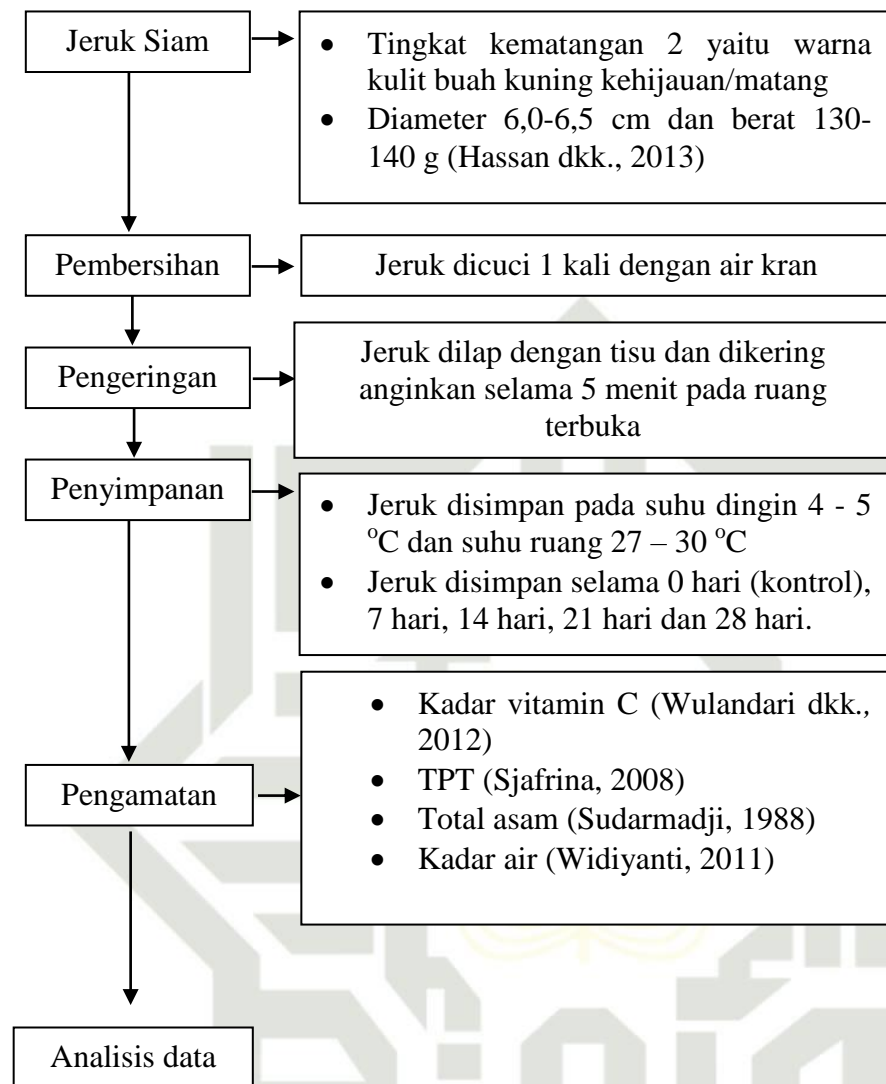 Jeruk Siam
• Tingkat kematangan 2 yaitu warna
kulit buah kuning kehijauan/matang
• Diameter 6,0-6,5 cm dan berat 130-
140 g (Hassan dkk., 2013)
Pembersihan
Jeruk dicuci 1 kali dengan air kran
Pengeringan
Jeruk dilap dengan tisu dan dikering
anginkan selama 5 menit pada ruang
terbuka
Penyimpanan
• Jeruk disimpan pada suhu dingin 4 - 5
°C dan suhu ruang 27 – 30 °C
• Jeruk disimpan selama 0 hari (kontrol),
7 hari, 14 hari, 21 hari dan 28 hari.
Pengamatan
• Kadar vitamin C (Wulandari dkk.,
2012)
• TPT (Sjafrina, 2008)
• Total asam (Sudarmadji, 1988)
• Kadar air (Widiyanti, 2011)
Analisis data